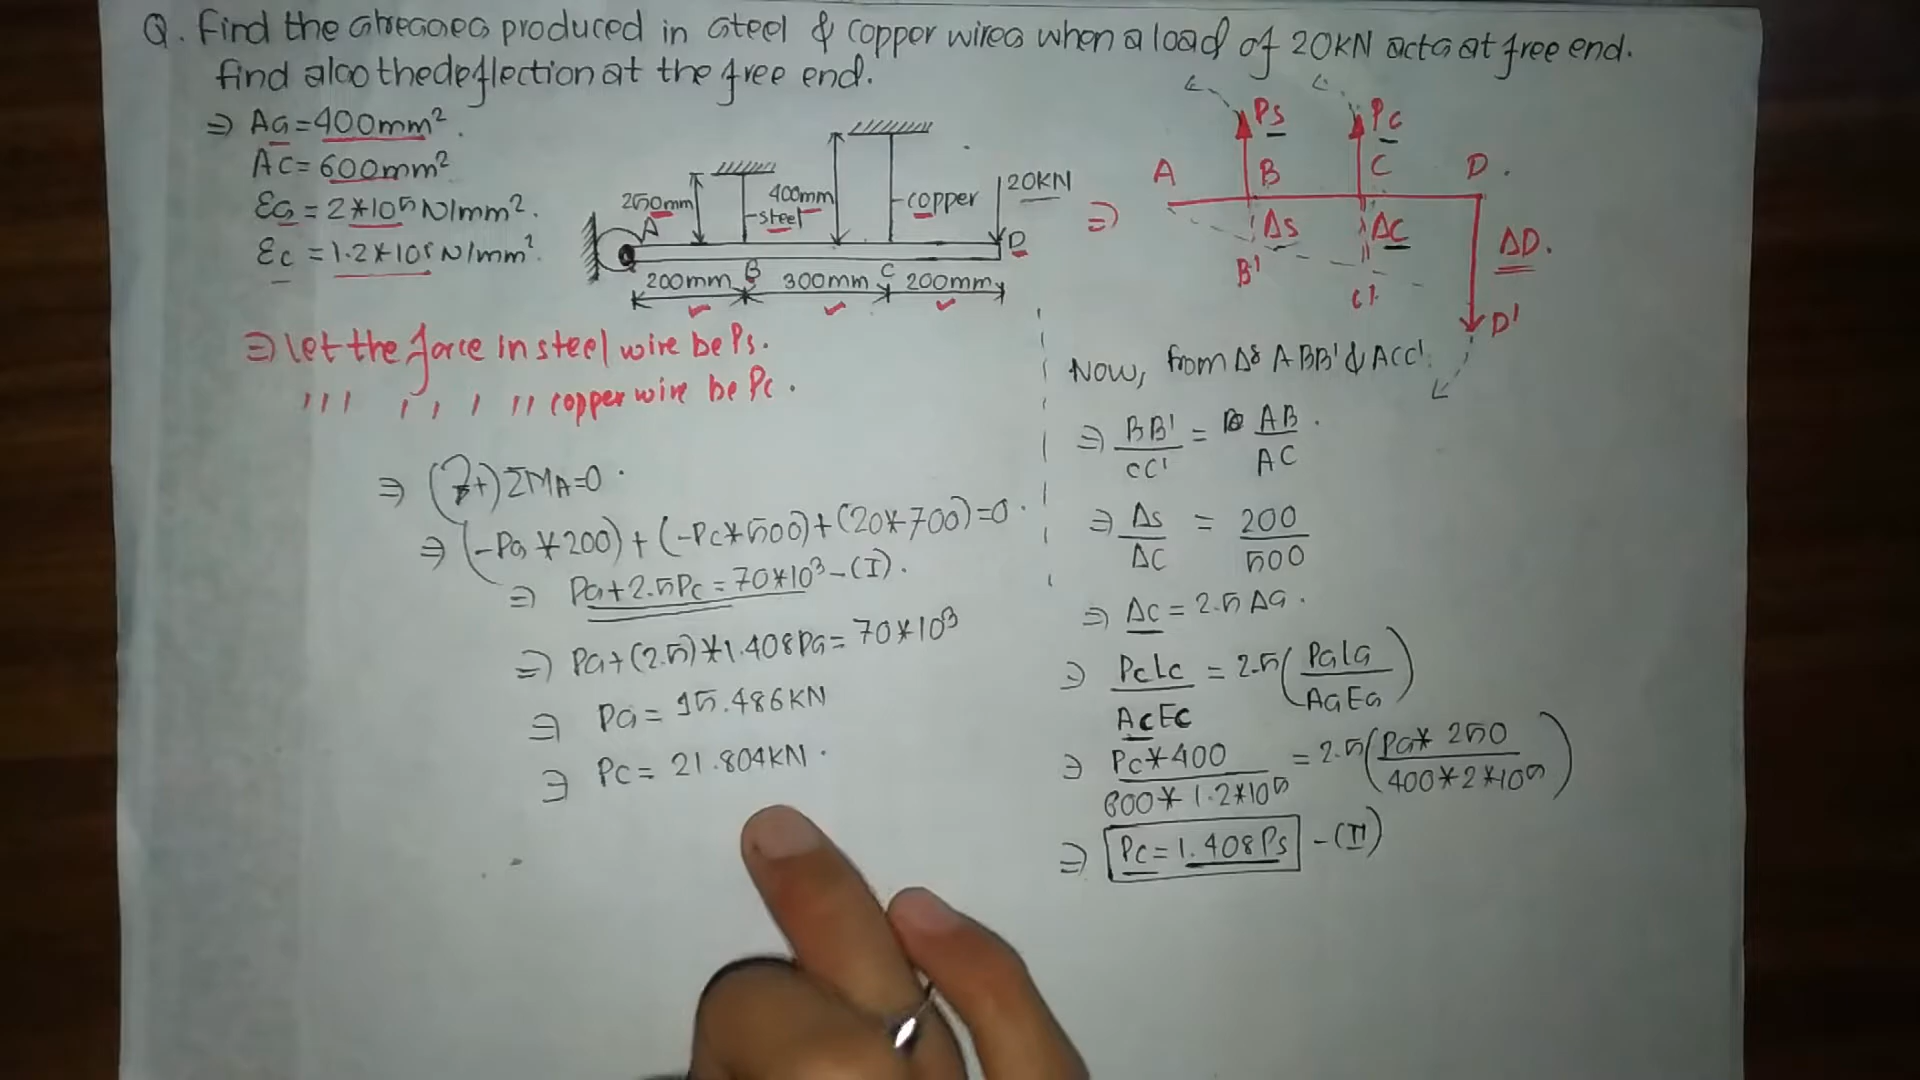 Q. Find the stresses produced in steel & copper wires when a load of 20KN acts at free end.
find also the deflection at the free end.
⇒ As = 400mm².
Ac = 600mm²
Es = 2*10⁵ N/mm².
Ec = 1.2*10⁵ N/mm².
250mm
steel
400mm
copper
20KN
A
D
200mm B 300mm C 200mm
⇒
Ps
Pc
A B C D.
Δs
Δc
ΔD.
B'
C'
D'
⇒ let the force in steel wire be Ps.
,,, , , , ,, copper wire be Pc.
⇒ (+) ΣMA=0.
⇒ (-Ps*200)+(-Pc*500)+(20*700)=0.
⇒ Ps+2.5Pc=70*10³-(I).
⇒ Ps+(2.5)*1.408Ps=70*10³
⇒ Ps=15.486KN
⇒ Pc=21.804KN.
Now, from Δs ABB' & ACC'.
⇒ BB'/CC' = AB/AC.
⇒ Δs/ΔC = 200/500
⇒ Δc = 2.5Δs.
⇒ PcLc/AcEc = 2.5(Psls/AsEs)
⇒ Pc*400/600*1.2*10⁵ = 2.5(Ps*250/400*2*10⁵)
⇒ Pc=1.408Ps -(II)